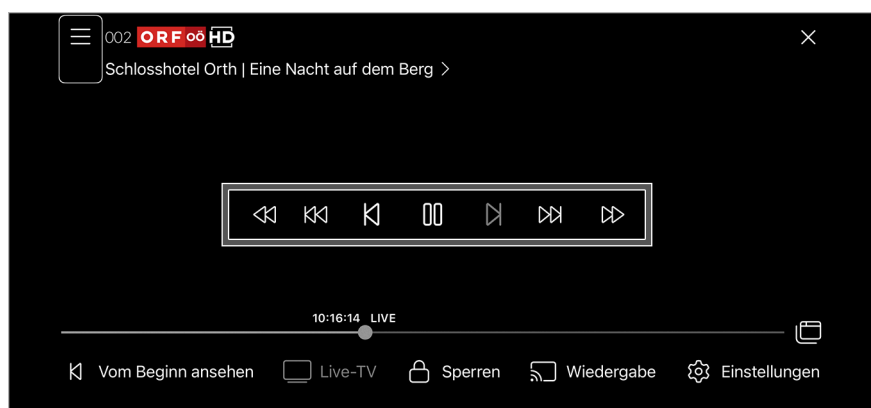 002 ORF oö HD
Schlosshotel Orth | Eine Nacht auf dem Berg >
10:16:14 LIVE
Vom Beginn ansehen Live-TV Sperren Wiedergabe Einstellungen